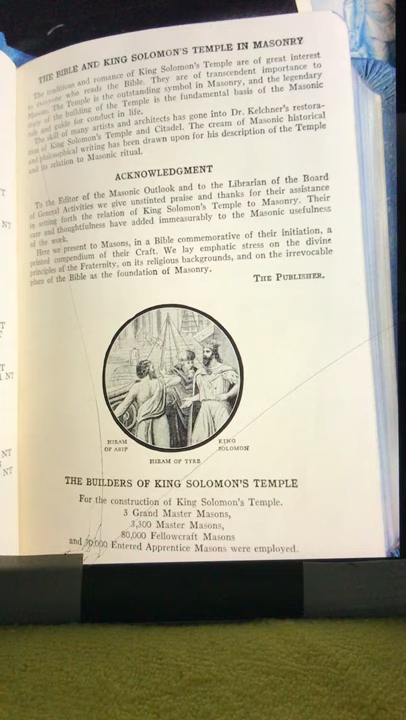 NT
NT
NT
NT
THE BIBLE AND KING SOLOMON'S TEMPLE IN MASONRY
The traditions and romance of King Solomon's Temple are of great interest
to everyone who reads the Bible. They are of transcendent importance to
Masons. The Temple is the outstanding symbol in Masonry, and the legendary
story of the building of the Temple is the fundamental basis of the Masonic
rule and guide for conduct in life.
The skill of many artists and architects has gone into Dr. Kelchner's restora-
tion of King Solomon's Temple and Citadel. The cream of Masonic historical
and philosophical writing has been drawn upon for his description of the Temple
and its relation to Masonic ritual.
ACKNOWLEDGMENT
To the Editor of the Masonic Outlook and to the Librarian of the Board
of General Activities we give unstinted praise and thanks for their assistance
in setting forth the relation of King Solomon's Temple to Masonry. Their
care and thoughtfulness have added immeasurably to the Masonic usefulness
of the work.
Here we present to Masons, in a Bible commemorative of their initiation, a
printed compendium of their Craft. We lay emphatic stress on the divine
principles of the Fraternity, on its religious backgrounds, and on the irrevocable
place of the Bible as the foundation of Masonry.
THE PUBLISHER.
HIRAM
OF ABIF
KING
SOLOMON
HIRAM OF TYRE
THE BUILDERS OF KING SOLOMON'S TEMPLE
For the construction of King Solomon's Temple.
3 Grand Master Masons,
3,300 Master Masons,
80,000 Fellowcraft Masons
and 30,000 Entered Apprentice Masons were employed.